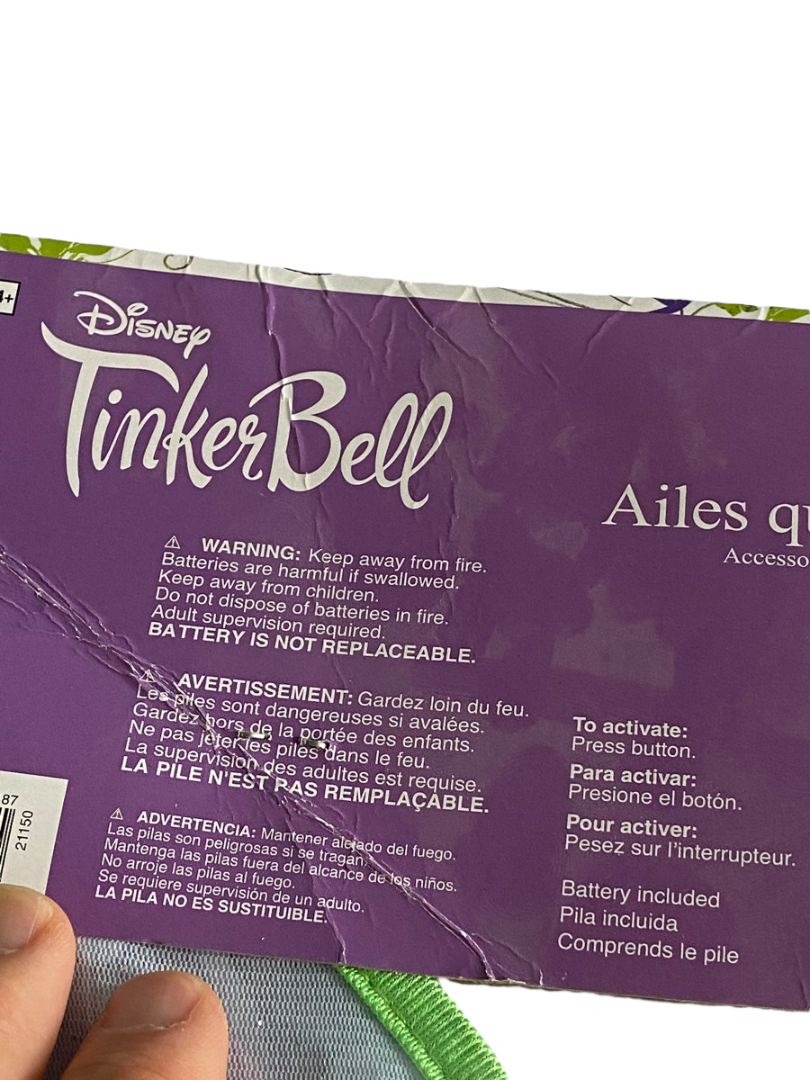 4+
DISNEY
TinkerBell
Ailes
Accesso
⚠ WARNING: Keep away from fire.
Batteries are harmful if swallowed.
Keep away from children.
Do not dispose of batteries in fire.
Adult supervision required.
BATTERY IS NOT REPLACEABLE.
⚠ AVERTISSEMENT: Gardez loin du feu.
Les piles sont dangereuses si avalées.
Gardez hors de la portée des enfants.
Ne pas jeter les piles dans le feu.
La supervision des adultes est requise.
LA PILE N'EST PAS REMPLAÇABLE.
⚠ ADVERTENCIA: Mantener alejado del fuego.
Las pilas son peligrosas si se tragan.
Mantenga las pilas fuera del alcance de los niños.
No arroje las pilas al fuego.
Se requiere supervisión de un adulto.
LA PILA NO ES SUSTITUIBLE.
To activate:
Press button.
Para activar:
Presione el botón.
Pour activer:
Pesez sur l'interrupteur.
Battery included
Pila incluida
Comprends le pile
87
21150